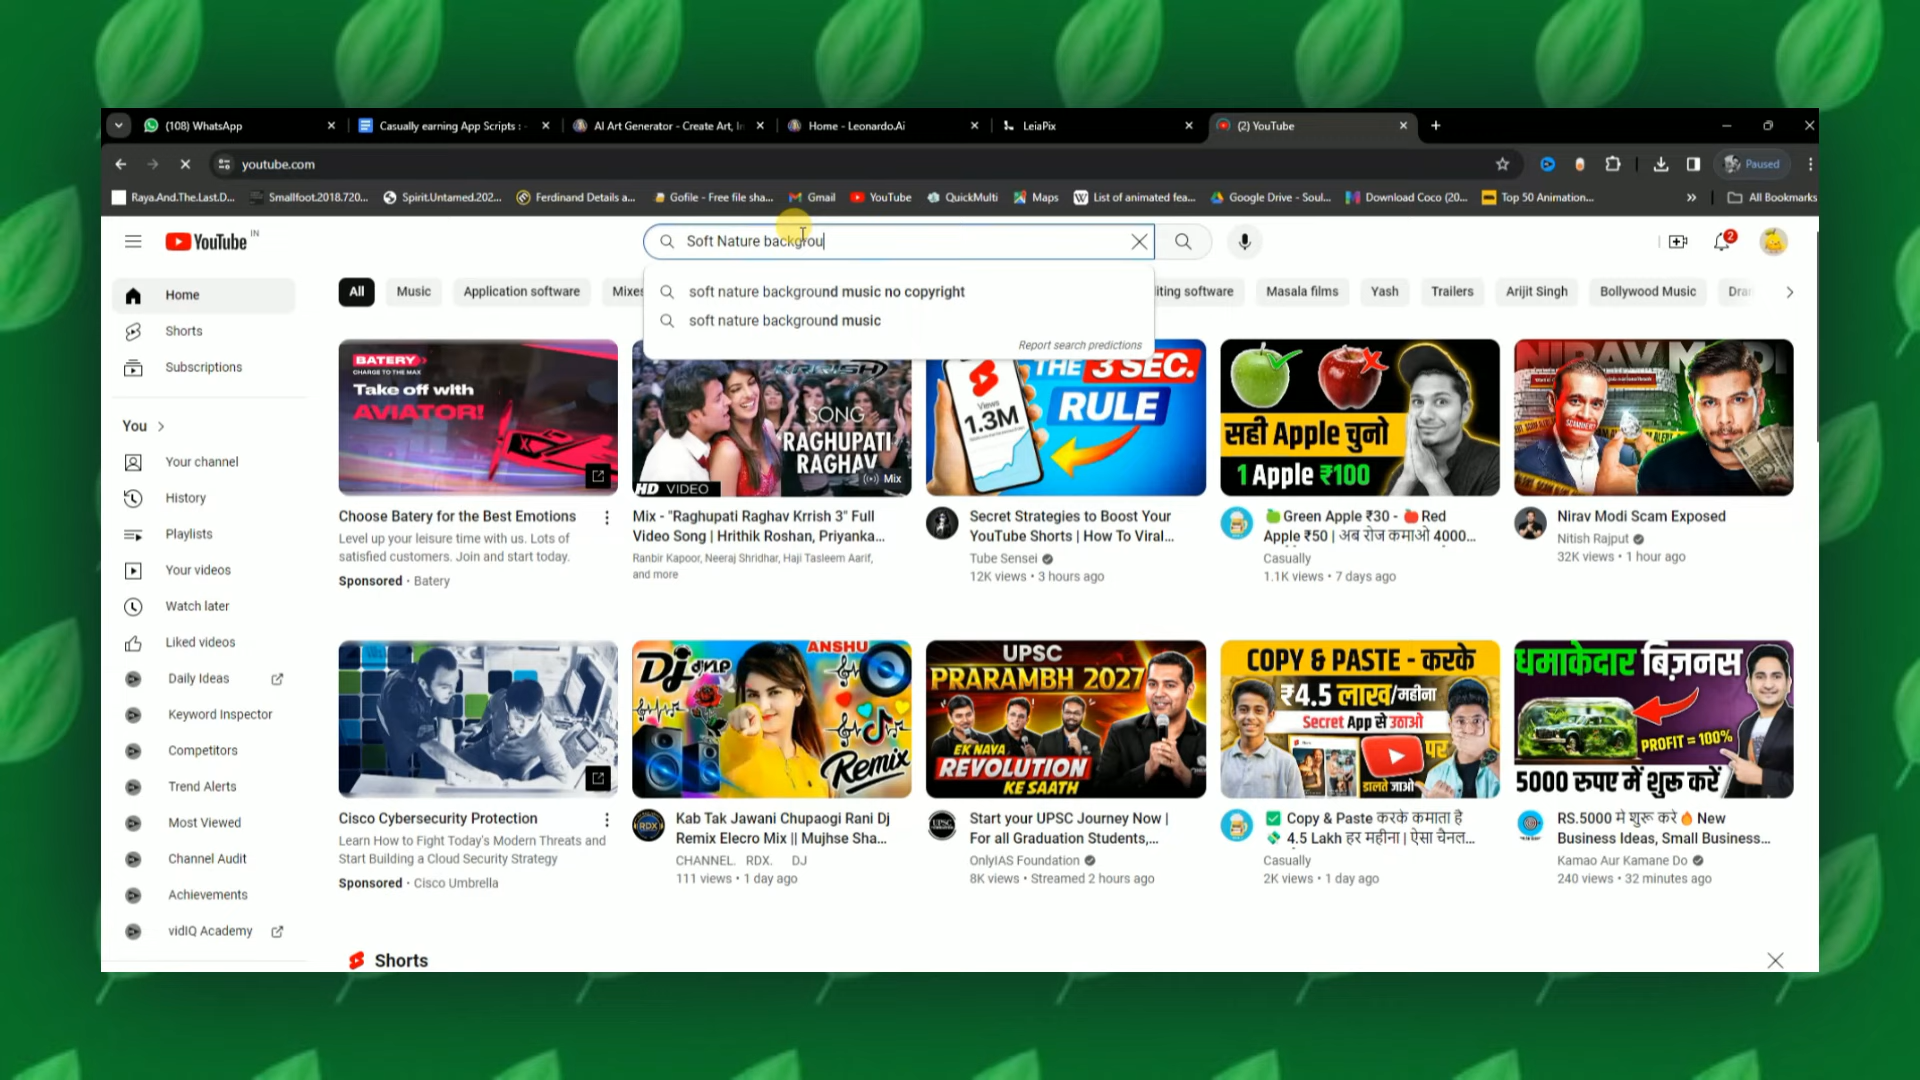 (108) WhatsApp
Casually earning App Scripts : -
AI Art Generator - Create Art, In
Home - Leonardo.Ai
LeiaPix
(2) YouTube
youtube.com
Paused
Raya.And.The.Last.D...
Smallfoot.2018.720...
Spirit.Untamed.202...
Ferdinand Details a...
Gofile - Free file sha...
Gmail
YouTube
QuickMulti
Maps
List of animated fea...
Google Drive - Soul...
Download Coco (20...
Top 50 Animation...
All Bookmarks
YouTube IN
Soft Nature backgrou
2
soft nature background music no copyright
soft nature background music
Report search predictions
All
Music
Application software
Mixes
iting software
Masala films
Yash
Trailers
Arijit Singh
Bollywood Music
Dra
Home
Shorts
Subscriptions
You
Your channel
History
Playlists
Your videos
Watch later
Liked videos
Daily Ideas
Keyword Inspector
Competitors
Trend Alerts
Most Viewed
Channel Audit
Achievements
vidIQ Academy
BATERY
CHARGE TO THE MAX
Take off with
AVIATOR!
Choose Batery for the Best Emotions
Level up your leisure time with us. Lots of
satisfied customers. Join and start today.
Sponsored · Batery
KRRISH
SONG
RAGHUPATI
RAGHAV
HD VIDEO
Mix
Mix - "Raghupati Raghav Krrish 3" Full
Video Song | Hrithik Roshan, Priyanka...
Ranbir Kapoor, Neeraj Shridhar, Haji Tasleem Aarif,
and more
THE 3 SEC.
RULE
Views
1.3M
Secret Strategies to Boost Your
YouTube Shorts | How To Viral...
Tube Sensei
12K views • 3 hours ago
सही Apple चुनो
1 Apple ₹100
Green Apple ₹30 - Red
Apple ₹50 | अब रोज कमाओ 4000...
Casually
1.1K views • 7 days ago
NIRAV MODI
Nirav Modi Scam Exposed
Nitish Rajput
32K views • 1 hour ago
Cisco Cybersecurity Protection
Learn How to Fight Today's Modern Threats and
Start Building a Cloud Security Strategy
Sponsored · Cisco Umbrella
ANSHU
Remix
Kab Tak Jawani Chupaogi Rani Dj
Remix Elecro Mix || Mujhse Sha...
CHANNEL. RDX. DJ
111 views • 1 day ago
UPSC
PRARAMBH 2027
EK NAYA
REVOLUTION
KE SAATH
Start your UPSC Journey Now |
For all Graduation Students,...
OnlyIAS Foundation
8K views • Streamed 2 hours ago
COPY & PASTE - करके
₹4.5 लाख/महीना
Secret App से उठाओ
पर
डालते जाओ
Copy & Paste करके कमाता है
4.5 Lakh हर महीना | ऐसा चैनल...
Casually
2K views • 1 day ago
धमाकेदार बिज़नस
PROFIT = 100%
5000 रुपए में शुरू करें
RS.5000 मे शुरू करें New
Business Ideas, Small Business...
Kamao Aur Kamane Do
240 views • 32 minutes ago
Shorts